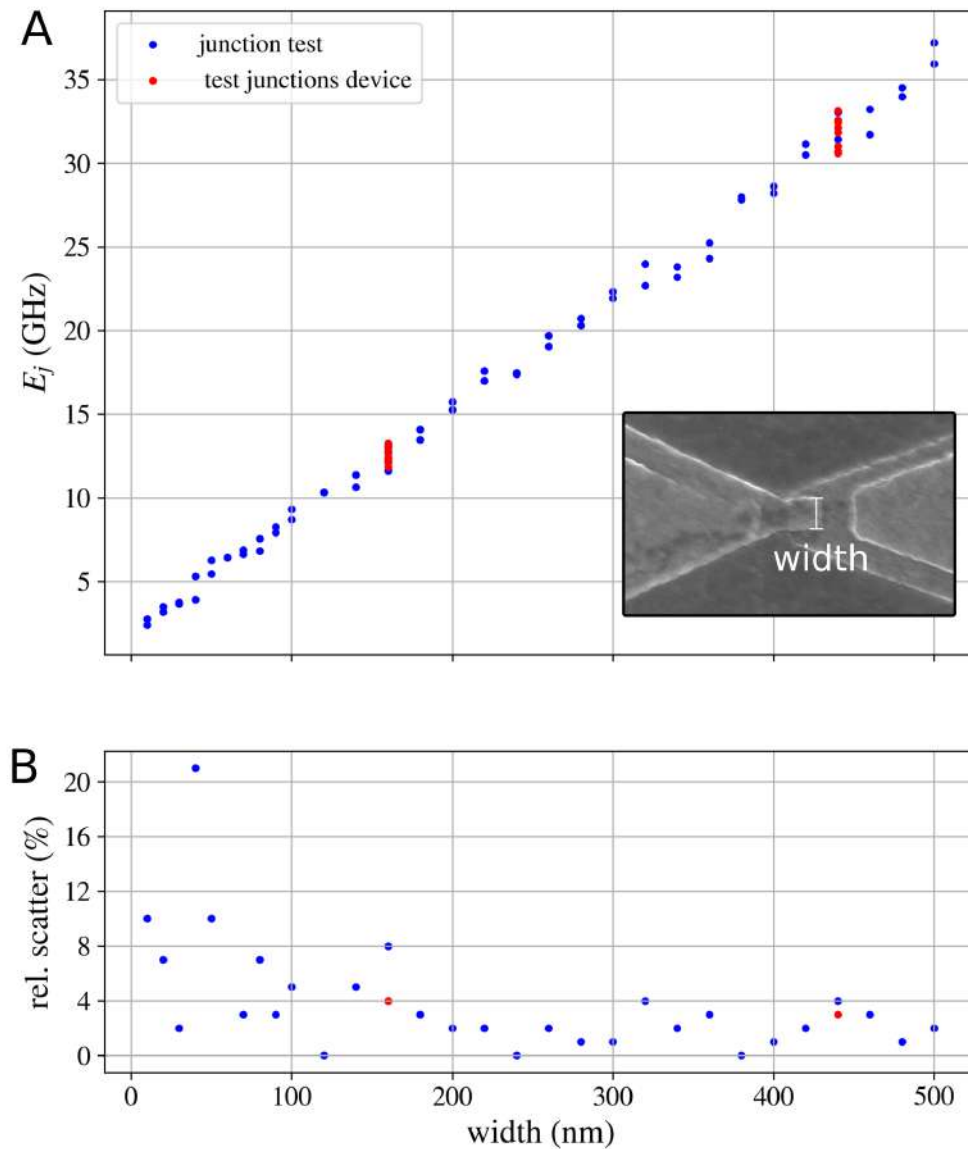 A
junction test
test junctions device
35
30
25
20
15
10
5
E_j (GHz)
width
B
20
16
12
8
4
0
rel. scatter (%)
0 100 200 300 400 500
width (nm)